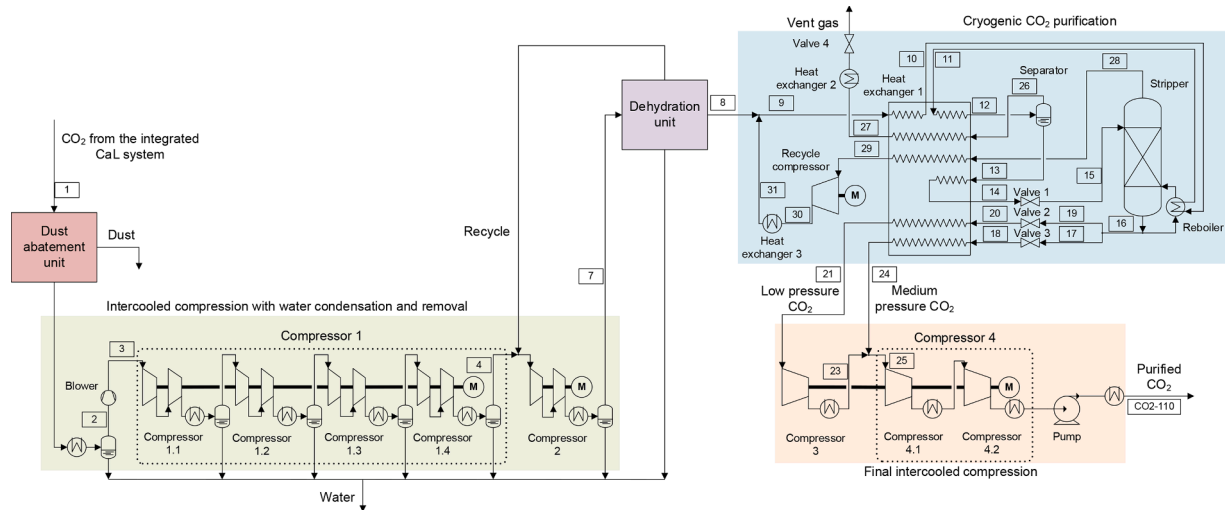 Vent gas
Cryogenic CO₂ purification
Valve 4
10
11
28
Heat
exchanger 2
Heat
exchanger 1
Separator
26
Stripper
8
9
12
Dehydration
unit
CO₂ from the integrated
CaL system
27
29
Recycle
compressor
13
15
1
31
M
14
Valve 1
30
20
Valve 2
19
16
Dust
abatement
unit
Dust
Recycle
Heat
exchanger 3
18
Valve 3
17
Reboiler
7
21
24
Low pressure
CO₂
Medium
pressure CO₂
Intercooled compression with water condensation and removal
Compressor 1
Compressor 4
3
4
23
25
Blower
M
M
M
Purified
CO₂
CO2-110
2
Compressor
1.1
Compressor
1.2
Compressor
1.3
Compressor
1.4
Compressor
2
Compressor
3
Compressor
4.1
Compressor
4.2
Pump
Final intercooled compression
Water